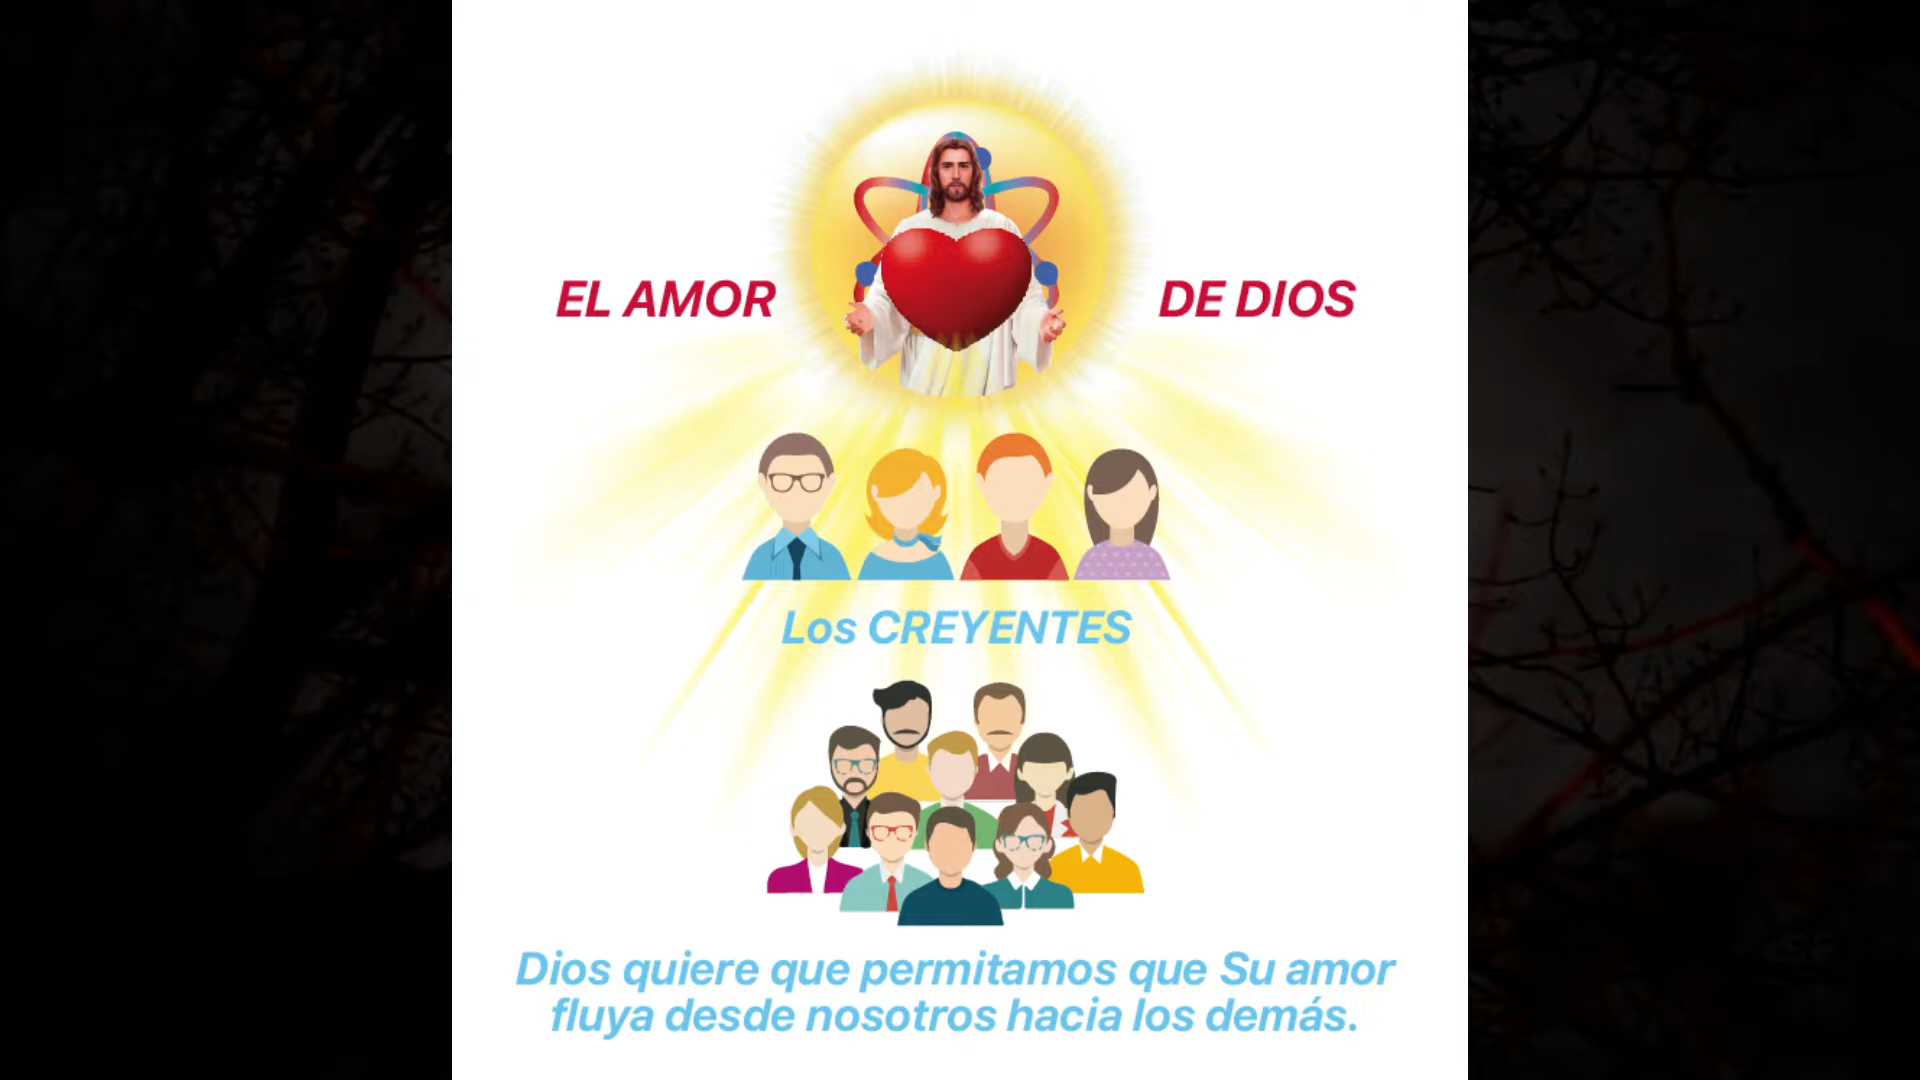 EL AMOR DE DIOS
Los CREYENTES
Dios quiere que permitamos que Su amor
fluya desde nosotros hacia los demás.